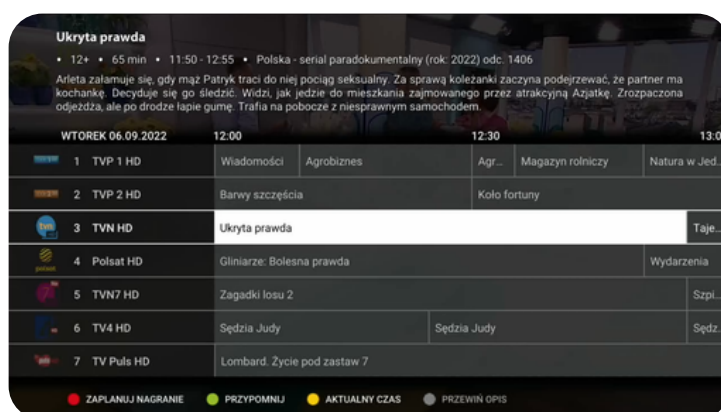 Ukryta prawda
• 12+ • 65 min • 11:50 - 12:55 • Polska - serial paradokumentalny (rok: 2022) odc. 1406
Arleta załamuje się, gdy mąż Patryk traci do niej pociąg seksualny. Za sprawą koleżanki zaczyna podejrzewać, że partner ma
kochankę. Decyduje się go śledzić. Widzi, jak jedzie do mieszkania zajmowanego przez atrakcyjną Azjatkę. Zrozpaczona
odjeżdża, ale po drodze łapie gumę. Trafia na pobocze z niesprawnym samochodem.
WTOREK 06.09.2022 12:00 12:30 13:0
1 TVP 1 HD Wiadomości Agrobiznes Agr... Magazyn rolniczy Natura w Jed...
2 TVP 2 HD Barwy szczęścia Koło fortuny
tvn 3 TVN HD Ukryta prawda Taje...
polsat 4 Polsat HD Gliniarze: Bolesna prawda Wydarzenia
5 TVN7 HD Zagadki losu 2 Szpi...
6 TV4 HD Sędzia Judy Sędzia Judy Sędz...
7 TV Puls HD Lombard. Życie pod zastaw 7
ZAPLANUJ NAGRANIE PRZYPOMNIJ AKTUALNY CZAS PRZEWIŃ OPIS